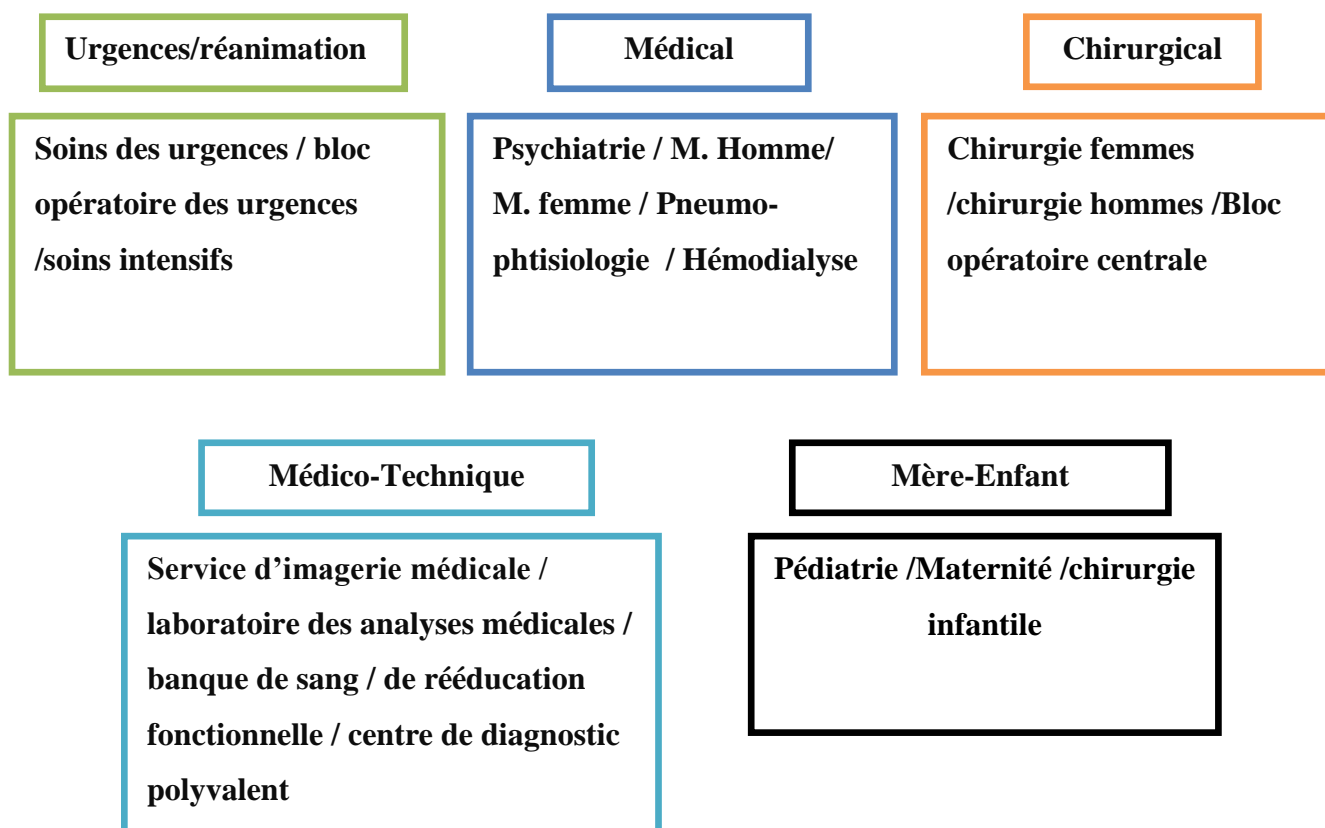 Urgences/réanimation
Soins des urgences / bloc
opératoire des urgences
/soins intensifs
Médical
Psychiatrie / M. Homme/
M. femme / Pneumo-
phtisiologie / Hémodialyse
Chirurgical
Chirurgie femmes
/chirurgie hommes /Bloc
opératoire centrale
Médico-Technique
Service d’imagerie médicale /
laboratoire des analyses médicales /
banque de sang / de rééducation
fonctionnelle / centre de diagnostic
polyvalent
Mère-Enfant
Pédiatrie /Maternité /chirurgie
infantile